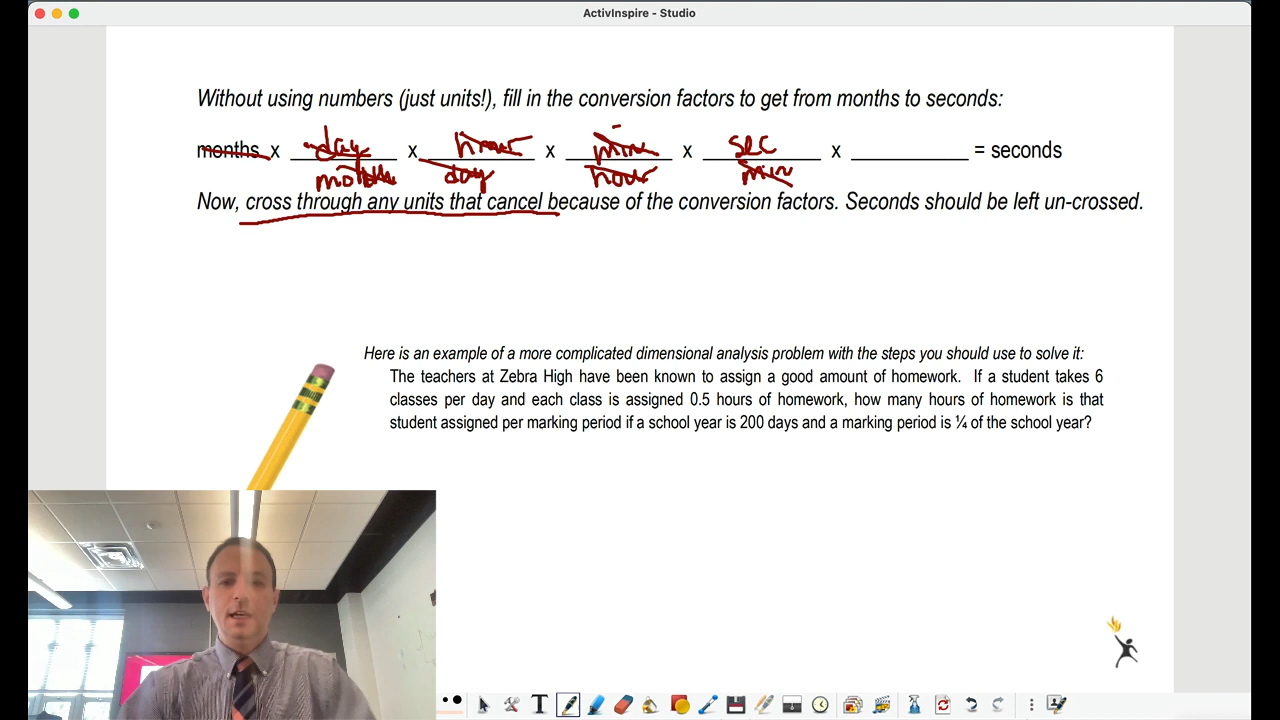 ActivInspire - Studio
Without using numbers (just units!), fill in the conversion factors to get from months to seconds:
day hour min sec
months x ____ x ____ x ____ x ____ x ____ = seconds
month day hour min
Now, cross through any units that cancel because of the conversion factors. Seconds should be left un-crossed.
Here is an example of a more complicated dimensional analysis problem with the steps you should use to solve it:
The teachers at Zebra High have been known to assign a good amount of homework. If a student takes 6
classes per day and each class is assigned 0.5 hours of homework, how many hours of homework is that
student assigned per marking period if a school year is 200 days and a marking period is ¼ of the school year?
T